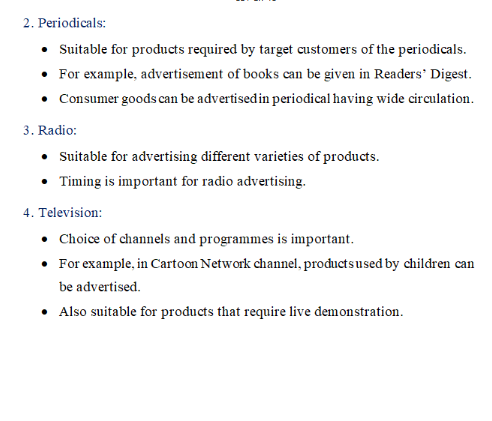 2. Periodicals:
• Suitable for products required by target customers of the periodicals.
• For example, advertisement of books can be given in Readers’ Digest.
• Consumer goods can be advertised in periodical having wide circulation.
3. Radio:
• Suitable for advertising different varieties of products.
• Timing is important for radio advertising.
4. Television:
• Choice of channels and programmes is important.
• For example, in Cartoon Network channel, products used by children can
be advertised.
• Also suitable for products that require live demonstration.